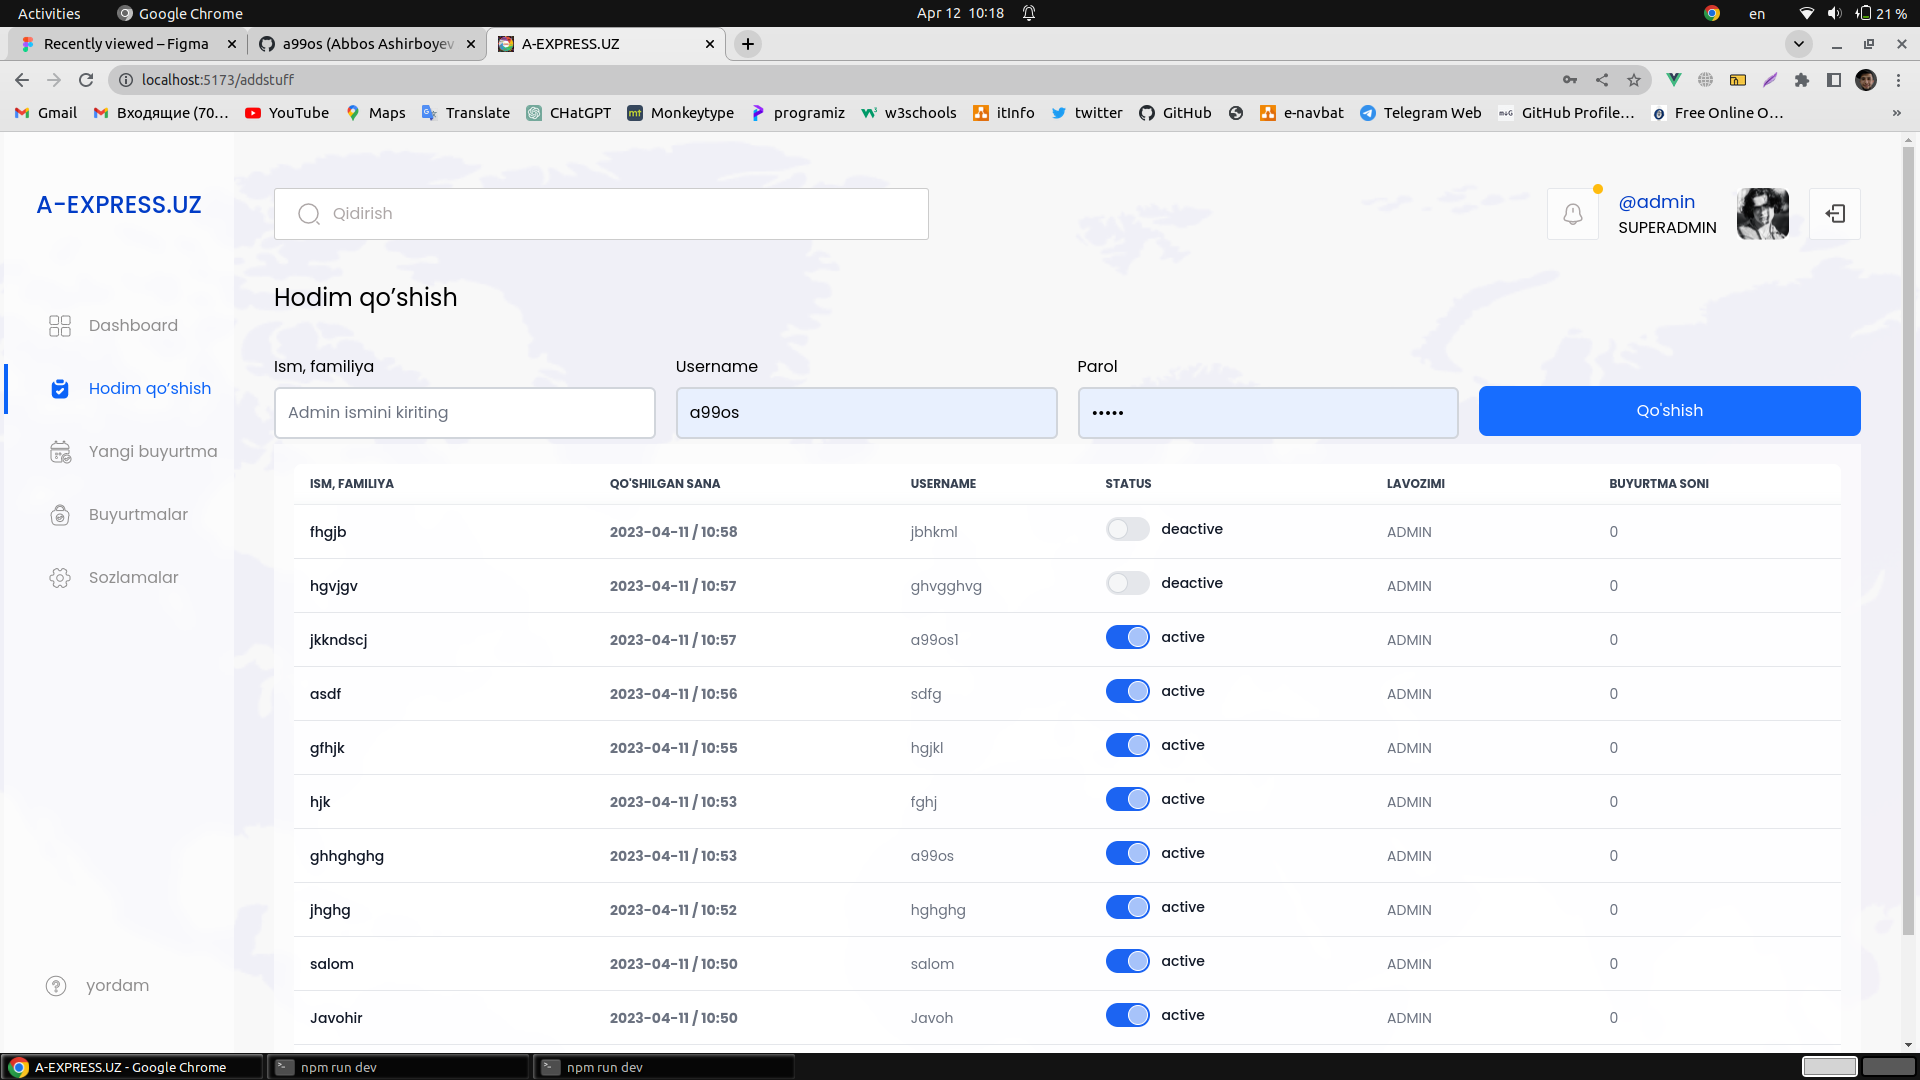 Activities Google Chrome Apr 12 10:18 en 21 %
Recently viewed – Figma a99os (Abbos Ashirboyev A-EXPRESS.UZ
localhost:5173/addstuff
Gmail Входящие (70… YouTube Maps Translate CHatGPT Monkeytype programiz w3schools itInfo twitter GitHub e-navbat Telegram Web GitHub Profile… Free Online O… »
A-EXPRESS.UZ
Qidirish
@admin
SUPERADMIN
Hodim qo’shish
Dashboard
Hodim qo’shish
Yangi buyurtma
Buyurtmalar
Sozlamalar
yordam
Ism, familiya Username Parol
Admin ismini kiriting a99os ••••• Qo'shish
ISM, FAMILIYA QO'SHILGAN SANA USERNAME STATUS LAVOZIMI BUYURTMA SONI
fhgjb 2023-04-11 / 10:58 jbhkml deactive ADMIN 0
hgvjgv 2023-04-11 / 10:57 ghvgghvg deactive ADMIN 0
jkkndscj 2023-04-11 / 10:57 a99os1 active ADMIN 0
asdf 2023-04-11 / 10:56 sdfg active ADMIN 0
gfhjk 2023-04-11 / 10:55 hgjkl active ADMIN 0
hjk 2023-04-11 / 10:53 fghj active ADMIN 0
ghhghghg 2023-04-11 / 10:53 a99os active ADMIN 0
jhghg 2023-04-11 / 10:52 hghghg active ADMIN 0
salom 2023-04-11 / 10:50 salom active ADMIN 0
Javohir 2023-04-11 / 10:50 Javoh active ADMIN 0
A-EXPRESS.UZ - Google Chrome npm run dev npm run dev